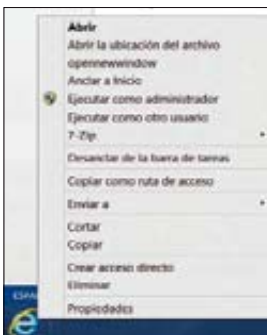 Abrir
Abrir la ubicación del archivo
opennewwindow
Anclar a Inicio
Ejecutar como administrador
Ejecutar como otro usuario
7-Zip
Desanclar de la barra de tareas
Copiar como ruta de acceso
Enviar a
Cortar
Copiar
Crear acceso directo
Eliminar
Propiedades